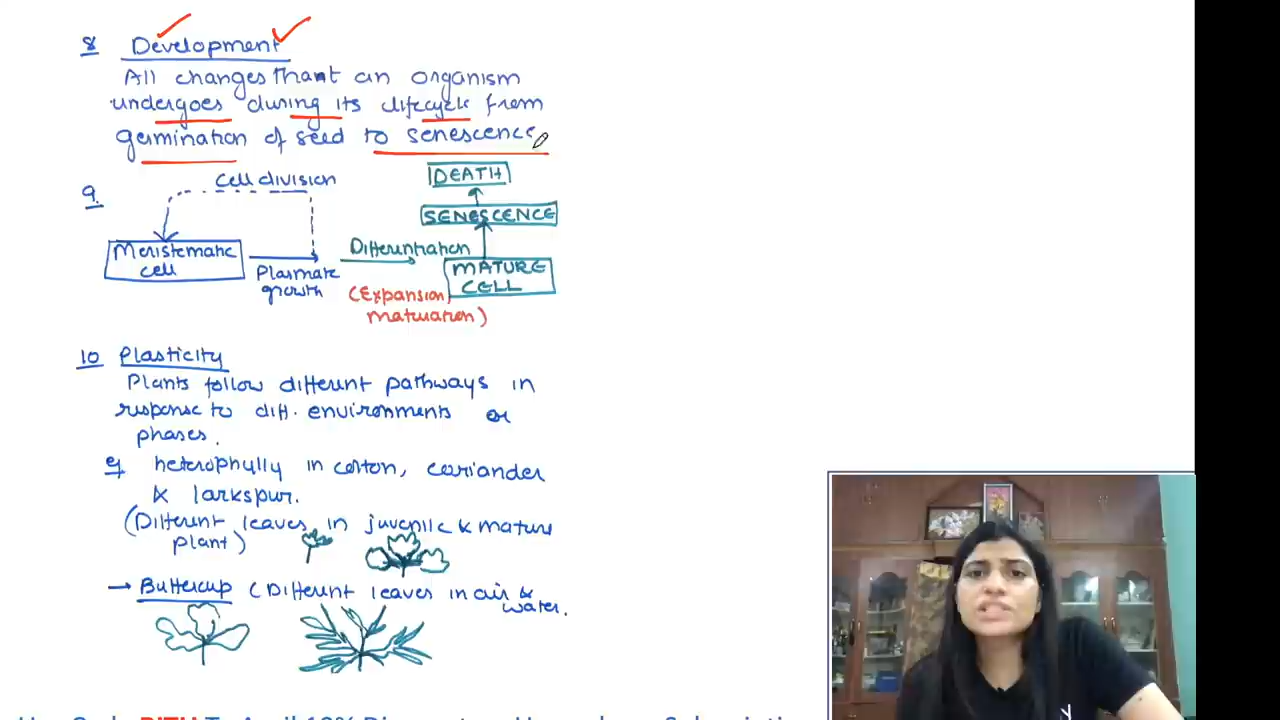 8 Development
All changes that an organism
undergoes during its lifecycle from
germination of seed to senescence
9.
Cell division
DEATH
SENESCENCE
Meristematic
cell
Plasmatic
growth
Differentiation
(Expansion,
maturation)
MATURE
CELL
10 Plasticity
Plants follow different pathways in
response to diff. environments or
phases.
eg heterophylly in cotton, coriander
& larkspur.
(Different leaves in juvenile & mature
plant)
→ Buttercup (Different leaves in air &
water.